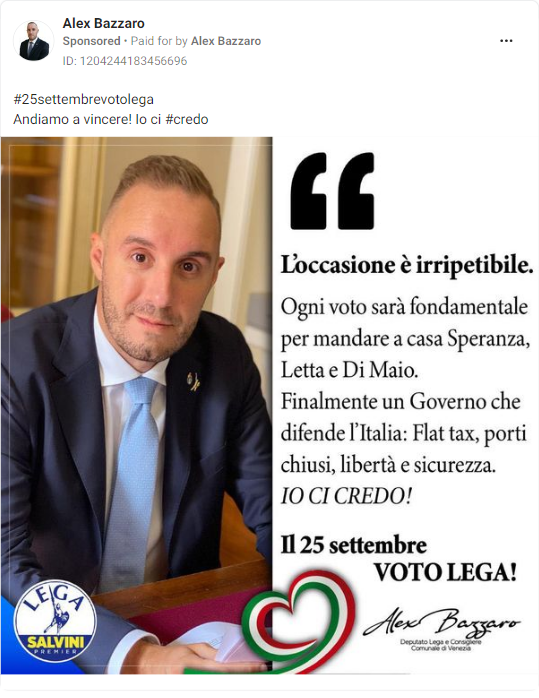 Alex Bazzaro
Sponsored • Paid for by Alex Bazzaro
ID: 1204244183456696
#25settembrevotolega
Andiamo a vincere! Io ci #credo
L'occasione è irripetibile.
Ogni voto sarà fondamentale
per mandare a casa Speranza,
Letta e Di Maio.
Finalmente un Governo che
difende l'Italia: Flat tax, porti
chiusi, libertà e sicurezza.
IO CI CREDO!
Il 25 settembre
VOTO LEGA!
LEGA
SALVINI
PREMIER
Alex Bazzaro
Deputato Lega e Consigliere
Comunale di Venezia